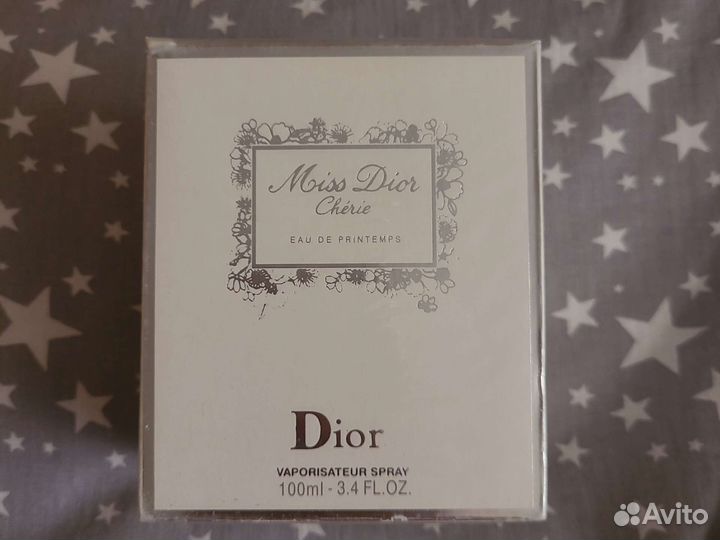 Miss Dior
Chérie
EAU DE PRINTEMPS
Dior
VAPORISATEUR SPRAY
100ml - 3.4 FL.OZ.
Avito